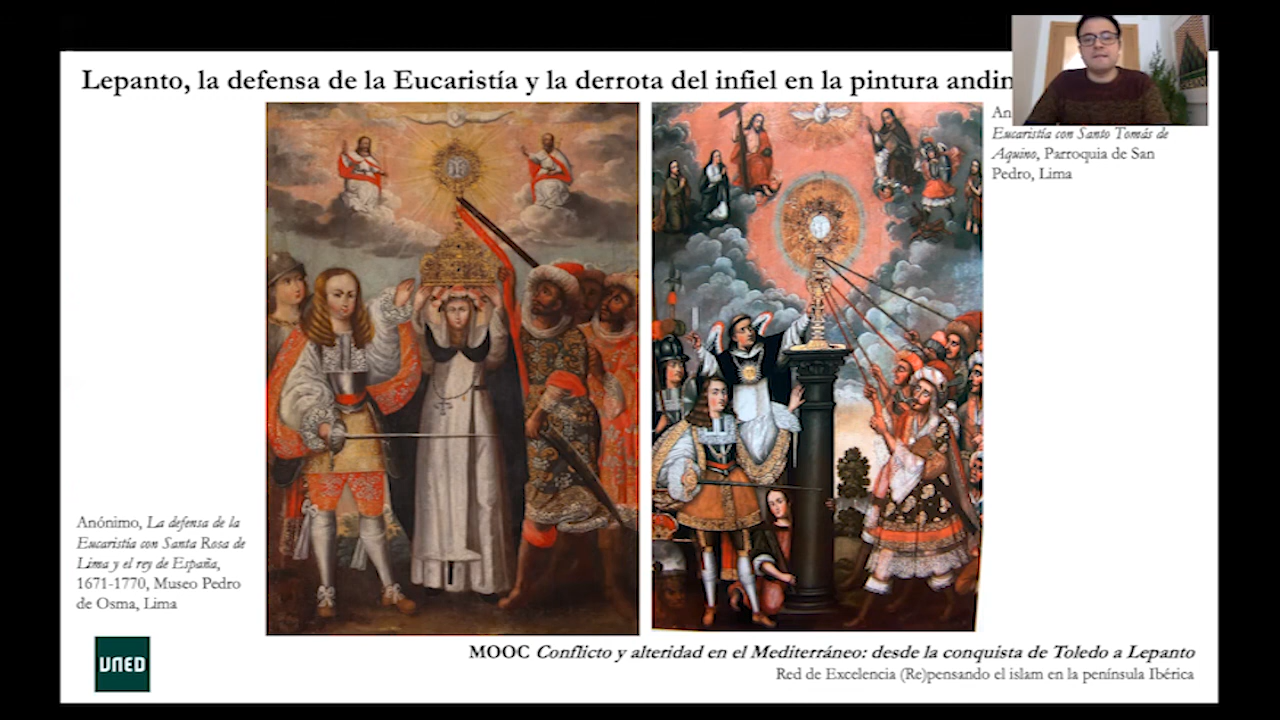 Lepanto, la defensa de la Eucaristía y la derrota del infiel en la pintura
Eucaristía con Santo Tomás de
Aquino, Parroquia de San
Pedro, Lima
Anónimo, La defensa de la
Eucaristía con Santa Rosa de
Lima y el rey de España,
1671-1770, Museo Pedro
de Osma, Lima
UNED
MOOC Conflicto y alteridad en el Mediterráneo: desde la conquista de Toledo a Lepanto
Red de Excelencia (Re)pensando el islam en la península Ibérica